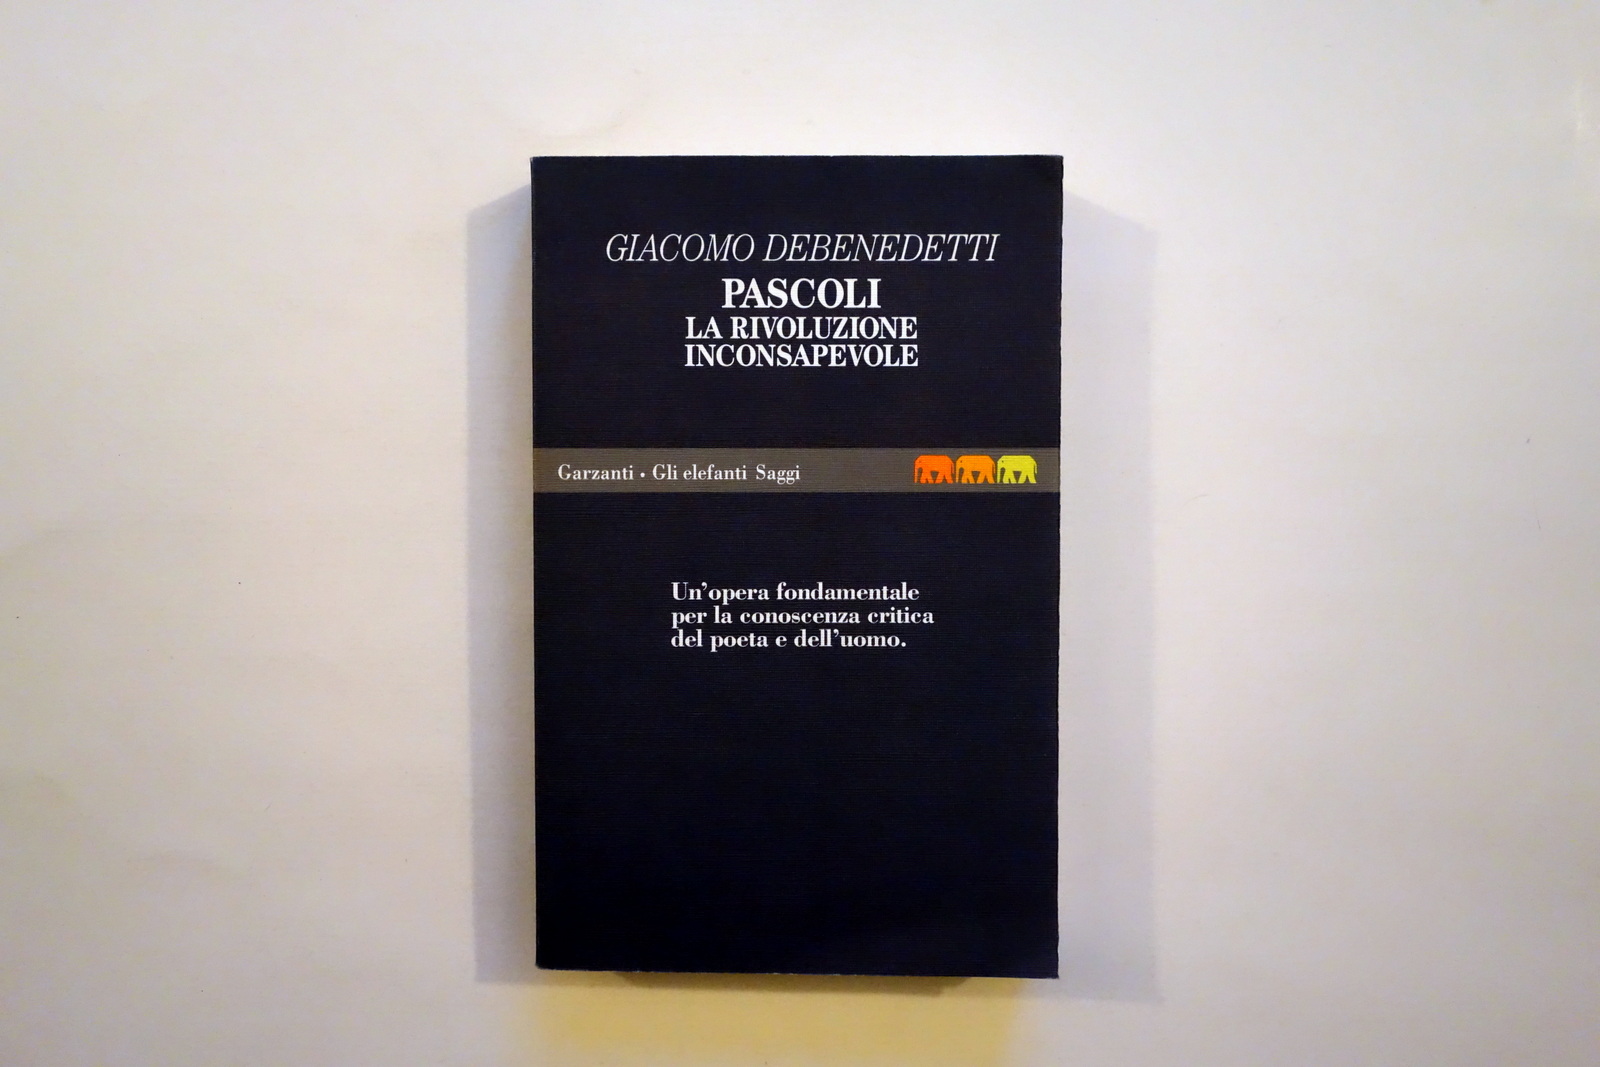 GIACOMO DEBENEDETTI
PASCOLI
LA RIVOLUZIONE
INCONSAPEVOLE
Garzanti • Gli elefanti Saggi
Un'opera fondamentale
per la conoscenza critica
del poeta e dell'uomo.